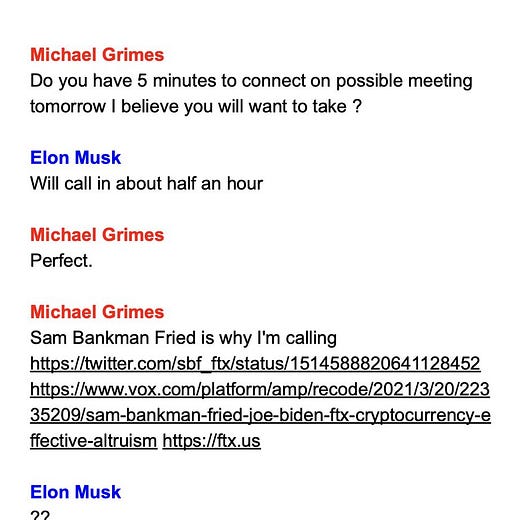 Michael Grimes
Do you have 5 minutes to connect on possible meeting
tomorrow I believe you will want to take ?
Elon Musk
Will call in about half an hour
Michael Grimes
Perfect.
Michael Grimes
Sam Bankman Fried is why I'm calling
https://twitter.com/sbf_ftx/status/1514588820641128452
https://www.vox.com/platform/amp/recode/2021/3/20/223
35209/sam-bankman-fried-joe-biden-ftx-cryptocurrency-e
ffective-altruism https://ftx.us
Elon Musk
??